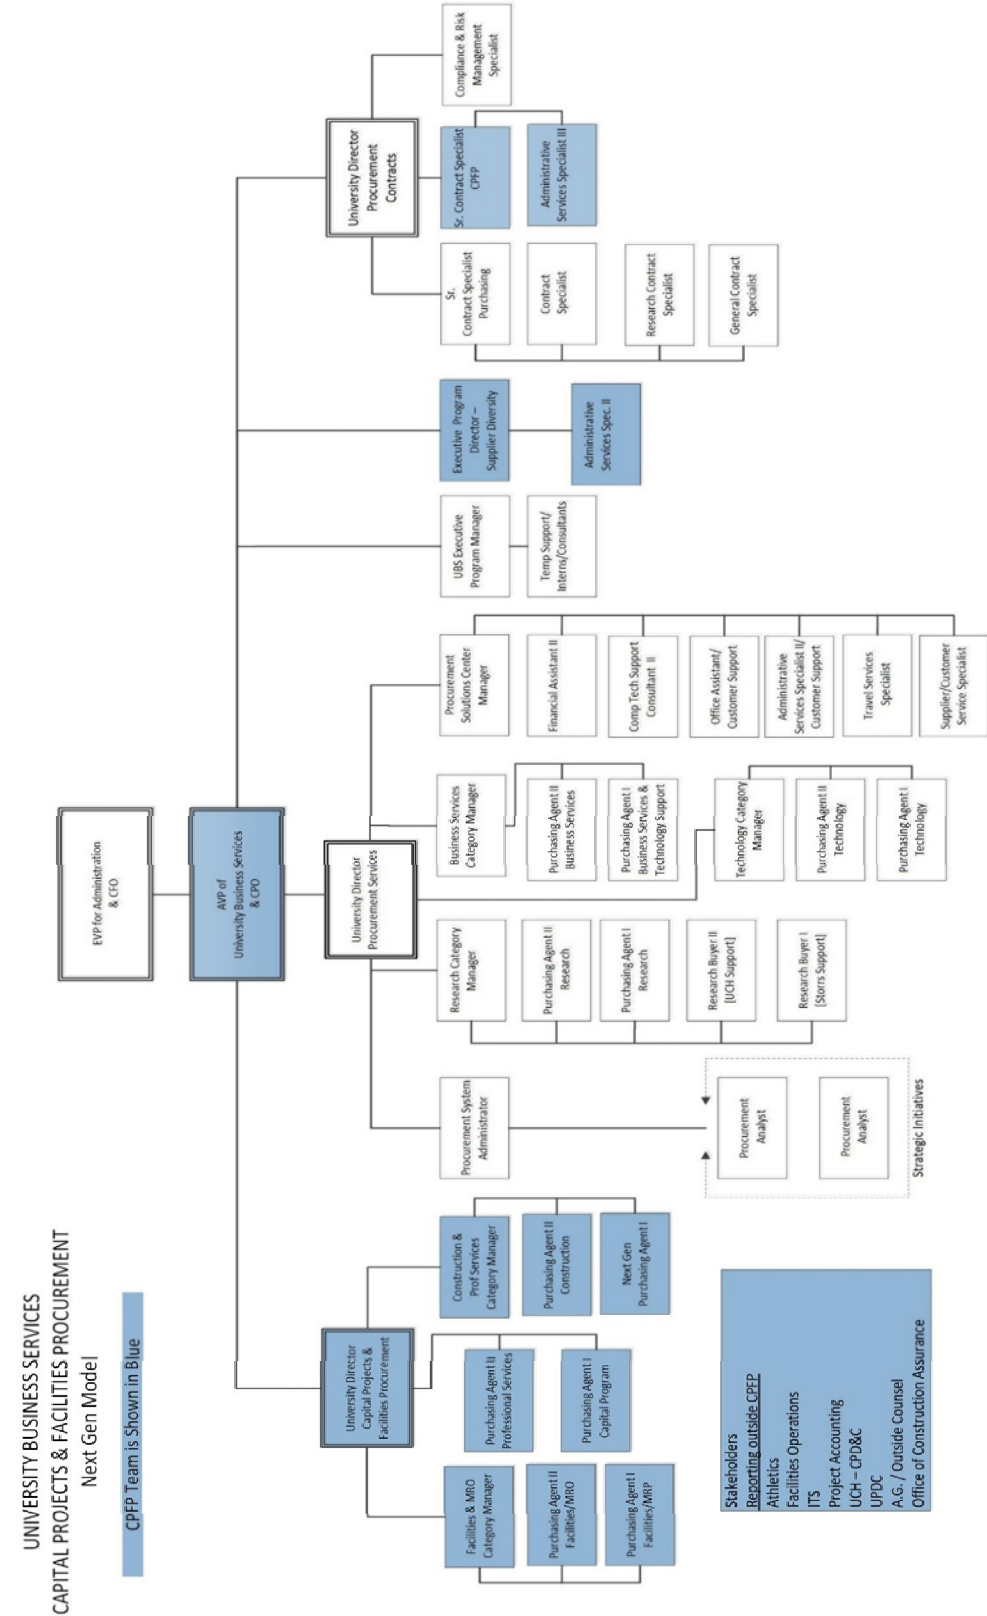 UNIVERSITY BUSINESS SERVICES
CAPITAL PROJECTS & FACILITIES PROCUREMENT
Next Gen Model
CPFP Team is Shown in Blue
EVP for Administration
& CFO
AVP of
University Business Services
& CPO
University Director
Capital Projects &
Facilities Procurement
Facilities & MRO
Category Manager
Purchasing Agent II
Facilities/MRO
Purchasing Agent I
Facilities/MRP
Purchasing Agent II
Professional Services
Purchasing Agent I
Capital Program
Construction &
Prof Services
Category Manager
Purchasing Agent II
Construction
Next Gen
Purchasing Agent I
University Director
Procurement Services
Procurement System
Administrator
Procurement
Analyst
Procurement
Analyst
Strategic Initiatives
Research Category
Manager
Purchasing Agent II
Research
Purchasing Agent I
Research
Research Buyer II
[UCH Support]
Research Buyer I
[Storrs Support]
Business Services
Category Manager
Purchasing Agent II
Business Services
Purchasing Agent I
Business Services &
Technology Support
Technology Category
Manager
Purchasing Agent II
Technology
Purchasing Agent I
Technology
Procurement
Solutions Center
Manager
Financial Assistant II
Comp Tech Support
Consultant II
Office Assistant/
Customer Support
Administrative
Services Specialist II/
Customer Support
Travel Services
Specialist
Supplier/Customer
Service Specialist
UBS Executive
Program Manager
Temp Support/
Interns/Consultants
Executive Program
Director –
Supplier Diversity
Administrative
Services Spec. II
University Director
Procurement
Contracts
Sr.
Contract Specialist
Purchasing
Contract
Specialist
Research Contract
Specialist
General Contract
Specialist
Sr. Contract Specialist
CPFP
Administrative
Services Specialist III
Compliance & Risk
Management
Specialist
Stakeholders
Reporting outside CPFP
Athletics
Facilities Operations
ITS
Project Accounting
UCH – CPD&C
UPDC
A.G. / Outside Counsel
Office of Construction Assurance